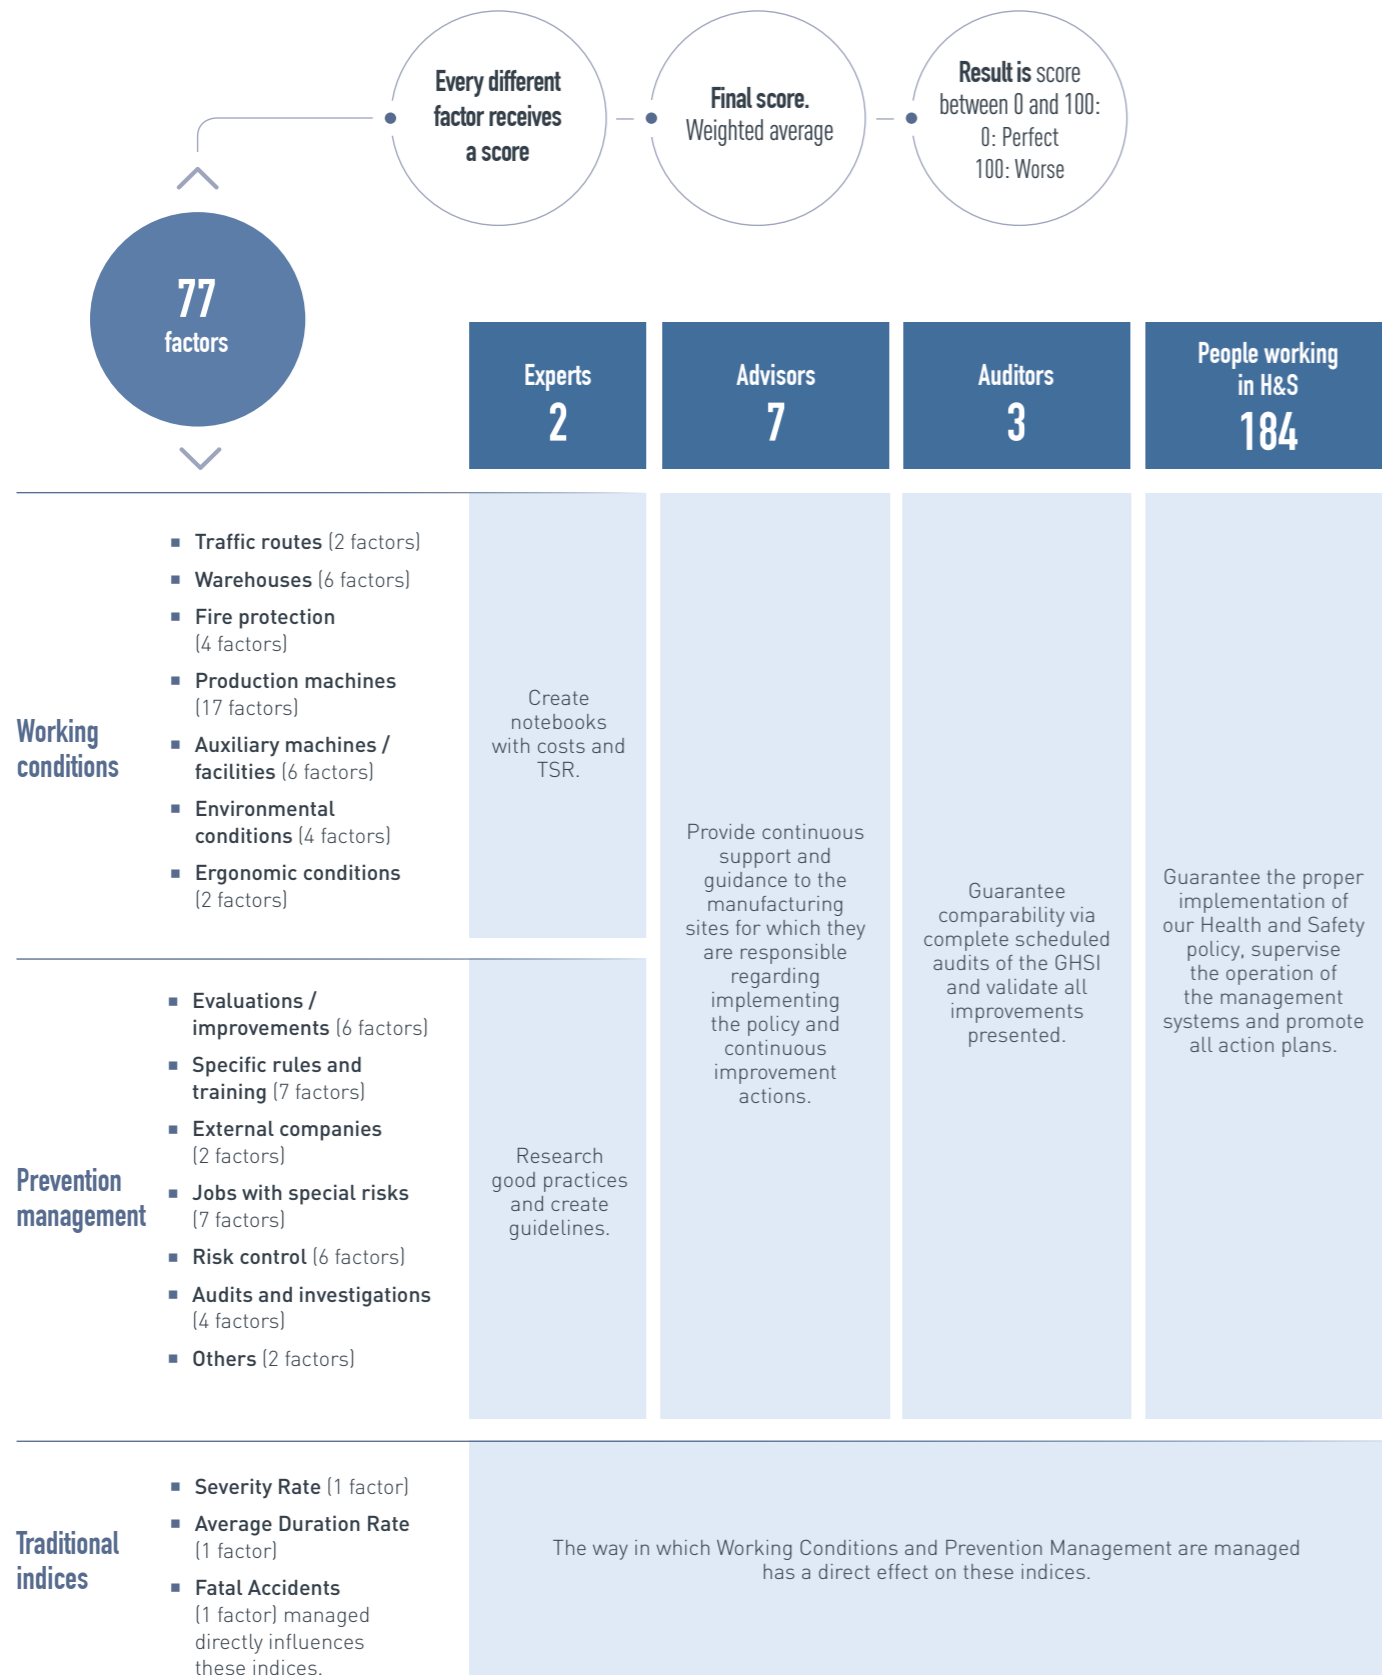 Every different
factor receives
a score
Final score.
Weighted average
Result is score
between 0 and 100:
0: Perfect
100: Worse
77
factors
Experts
2
Advisors
7
Auditors
3
People working
in H&S
184
Working
conditions
Traffic routes (2 factors)
Warehouses (6 factors)
Fire protection
(4 factors)
Production machines
(17 factors)
Auxiliary machines /
facilities (6 factors)
Environmental
conditions (4 factors)
Ergonomic conditions
(2 factors)
Create
notebooks
with costs and
TSR.
Provide continuous
support and
guidance to the
manufacturing
sites for which they
are responsible
regarding
implementing
the policy and
continuous
improvement
actions.
Guarantee
comparability via
complete scheduled
audits of the GHSI
and validate all
improvements
presented.
Guarantee the proper
implementation of
our Health and Safety
policy, supervise
the operation of
the management
systems and promote
all action plans.
Prevention
management
Evaluations /
improvements (6 factors)
Specific rules and
training (7 factors)
External companies
(2 factors)
Jobs with special risks
(7 factors)
Risk control (6 factors)
Audits and investigations
(4 factors)
Others (2 factors)
Research
good practices
and create
guidelines.
Traditional
indices
Severity Rate (1 factor)
Average Duration Rate
(1 factor)
Fatal Accidents
(1 factor) managed
directly influences
these indices.
The way in which Working Conditions and Prevention Management are managed
has a direct effect on these indices.